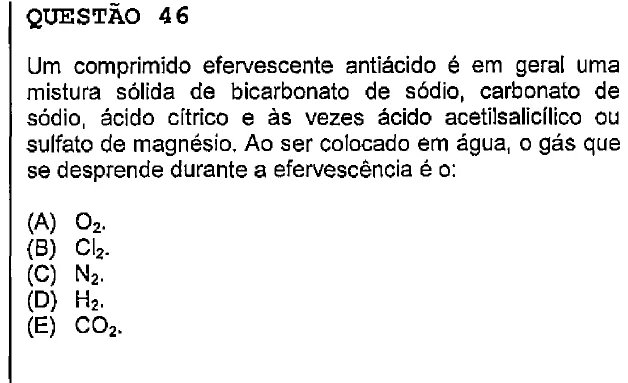 QUESTÃO 46
Um comprimido efervescente antiácido é em geral uma
mistura sólida de bicarbonato de sódio, carbonato de
sódio, ácido cítrico e às vezes ácido acetilsalicílico ou
sulfato de magnésio. Ao ser colocado em água, o gás que
se desprende durante a efervescência é o:
(A) O₂.
(B) Cl₂.
(C) N₂.
(D) H₂.
(E) CO₂.